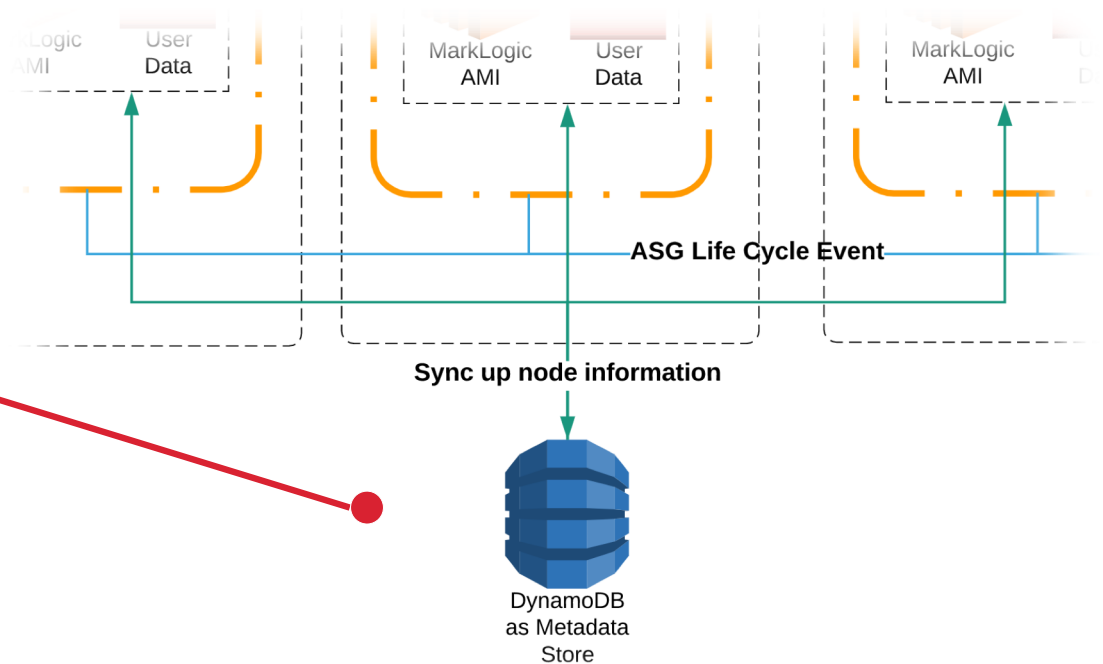 User
Data
MarkLogic
AMI
User
Data
MarkLogic
AMI
ASG Life Cycle Event
Sync up node information
DynamoDB
as Metadata
Store